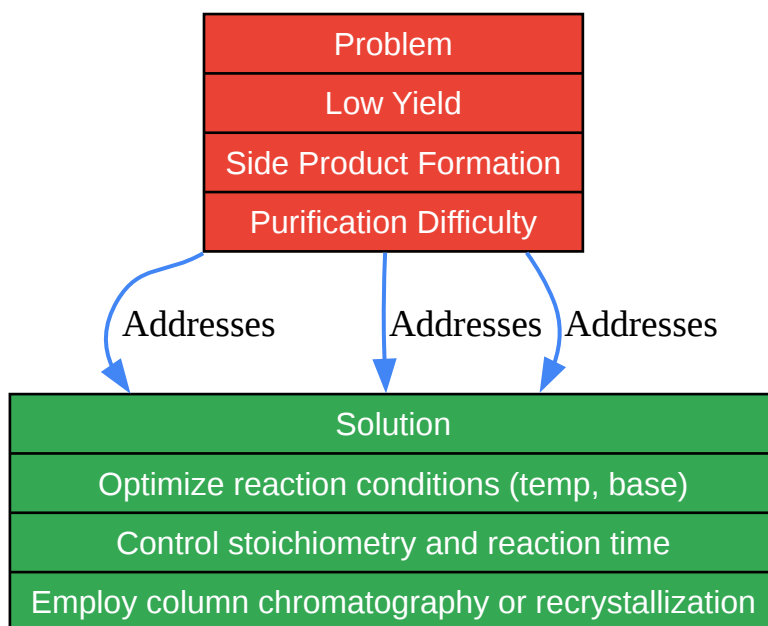 Problem
Low Yield
Side Product Formation
Purification Difficulty
Addresses Addresses Addresses
Solution
Optimize reaction conditions (temp, base)
Control stoichiometry and reaction time
Employ column chromatography or recrystallization